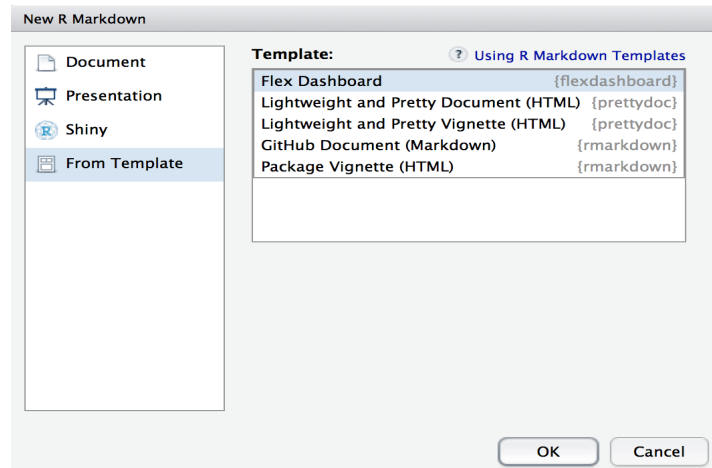 New R Markdown
Document
Presentation
R Shiny
From Template
Template: ? Using R Markdown Templates
Flex Dashboard {flexdashboard}
Lightweight and Pretty Document (HTML) {prettydoc}
Lightweight and Pretty Vignette (HTML) {prettydoc}
GitHub Document (Markdown) {rmarkdown}
Package Vignette (HTML) {rmarkdown}
OK Cancel